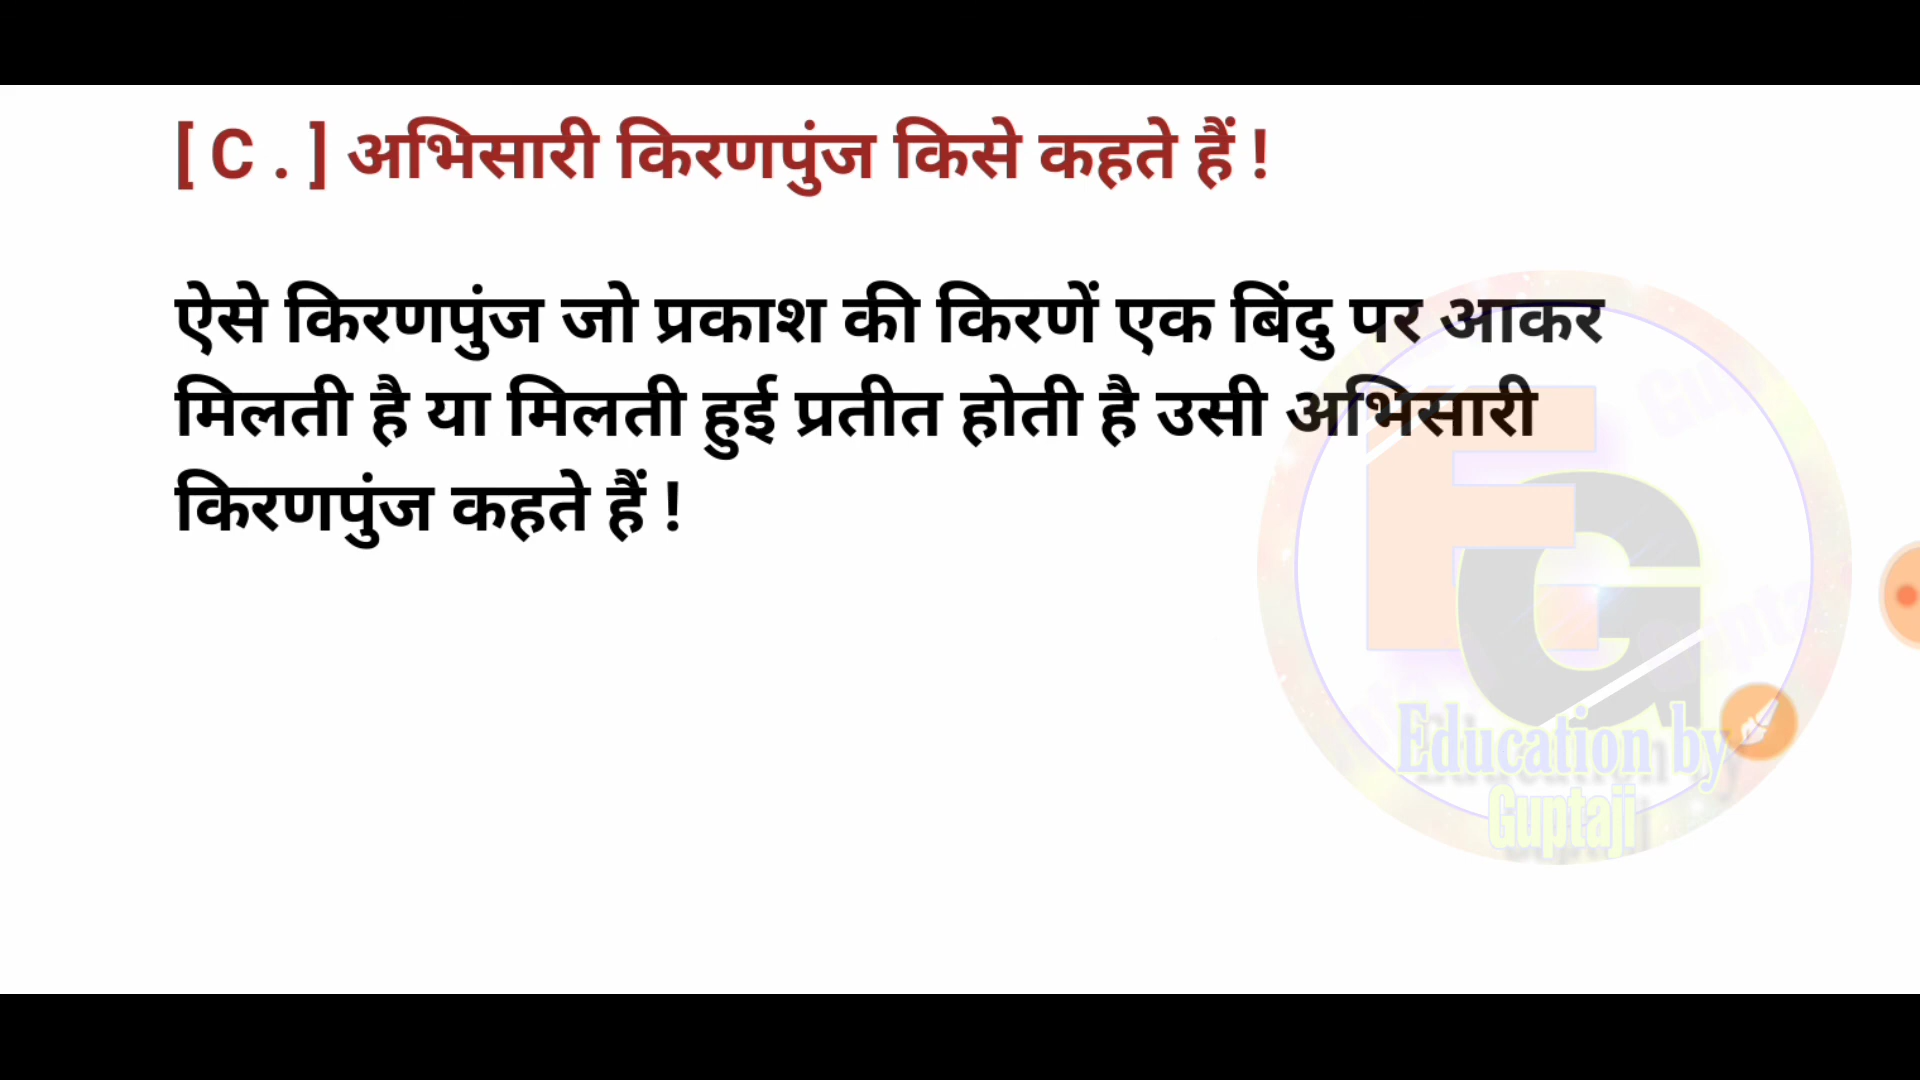 [ C . ] अभिसारी किरणपुंज किसे कहते हैं !
ऐसे किरणपुंज जो प्रकाश की किरणें एक बिंदु पर आकर
मिलती है या मिलती हुई प्रतीत होती है उसी अभिसारी
किरणपुंज कहते हैं !
EG
Education by
Guptaji